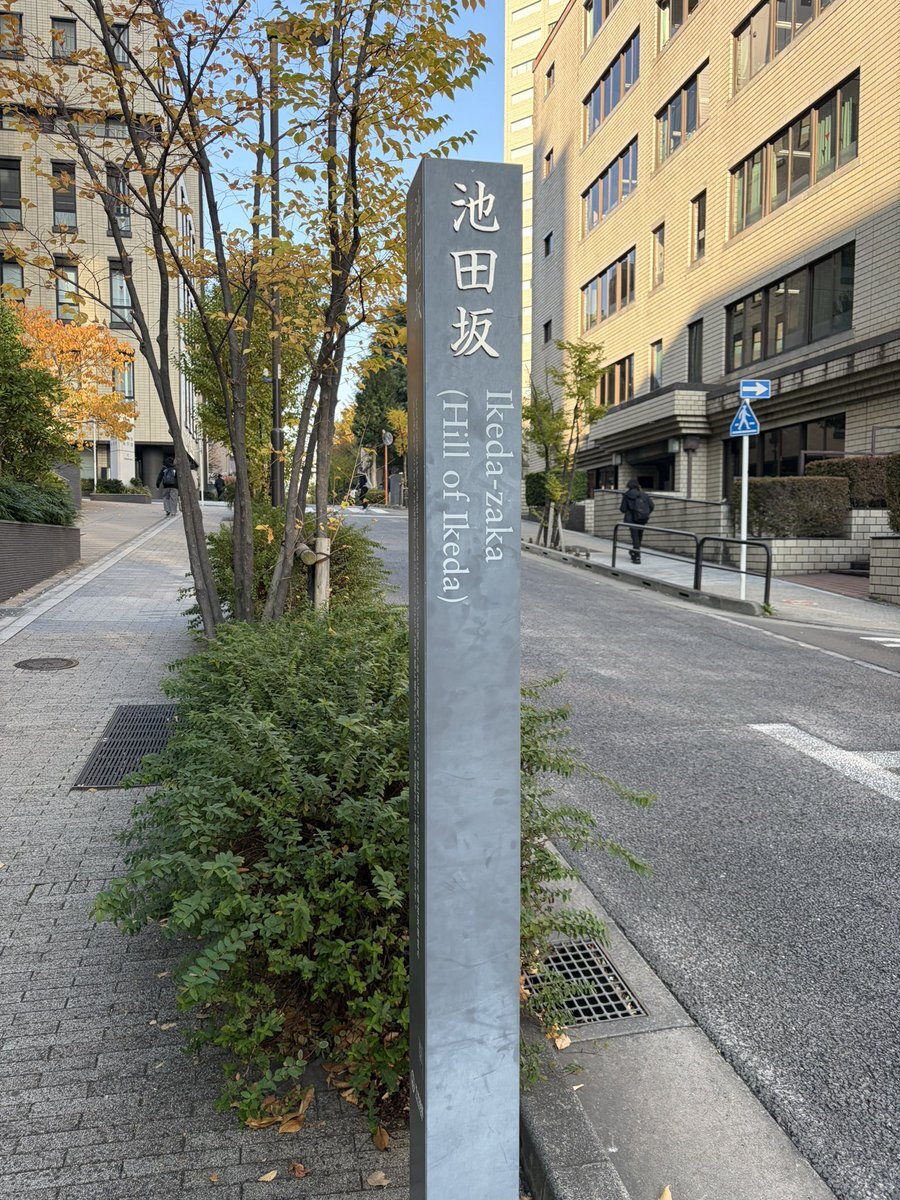 池田坂
Ikeda-zaka
(Hill of Ikeda)